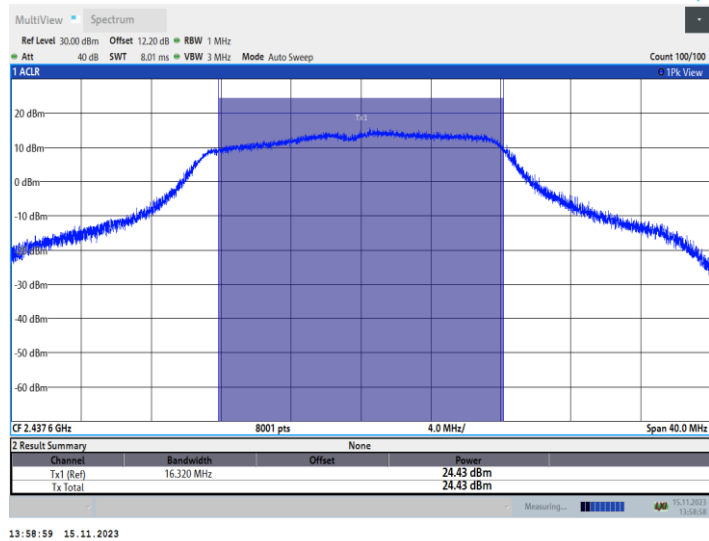 MultiView Spectrum
Ref Level 30.00 dBm Offset 12.20 dB RBW 1 MHz
Att 40 dB SWT 8.01 ms VBW 3 MHz Mode Auto Sweep Count 100/100
1 ACLR 1Pk View
Tx1
20 dBm
10 dBm
0 dBm
-10 dBm
-30 dBm
-40 dBm
-50 dBm
-60 dBm
CF 2.437 6 GHz 8001 pts 4.0 MHz/ Span 40.0 MHz
2 Result Summary None
Channel Bandwidth Offset Power
Tx1 (Ref) 16.320 MHz 24.43 dBm
Tx Total 24.43 dBm
Measuring... 15.11.2023
13:58:58
13:58:59 15.11.2023